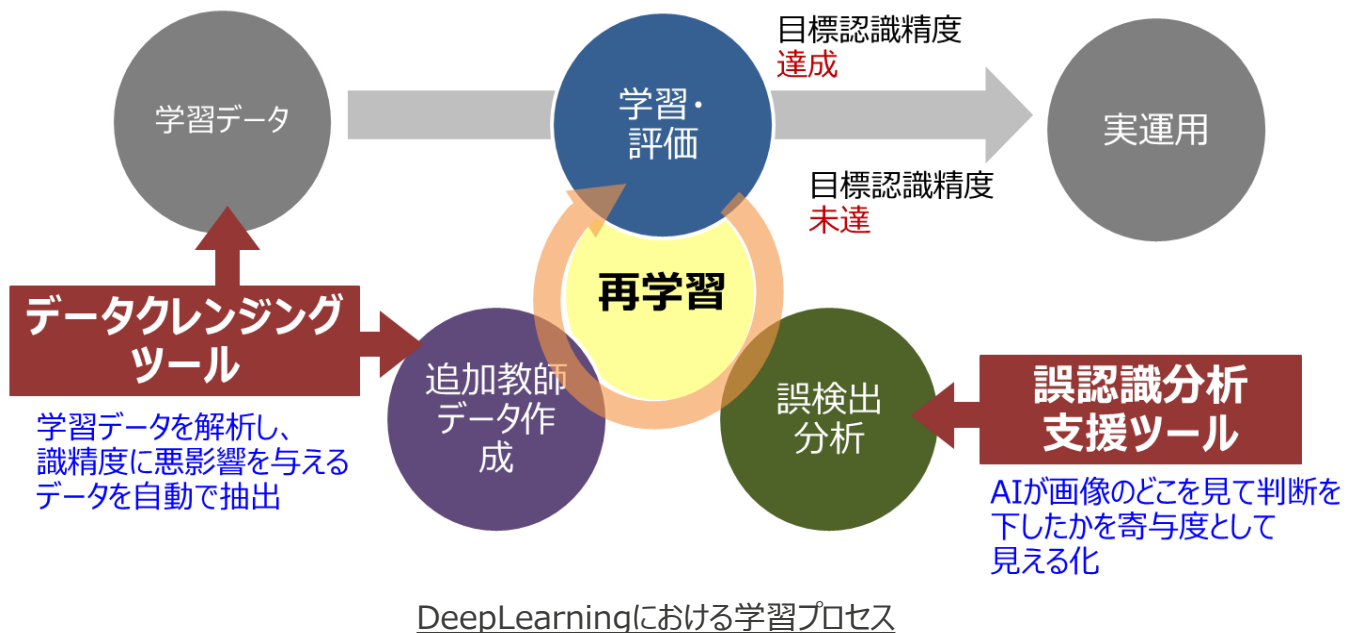 目標認識精度
達成
学習データ
学習・
評価
実運用
目標認識精度
未達
再学習
データクレンジング
ツール
追加教師
データ作
成
誤検出
分析
誤認識分析
支援ツール
学習データを解析し、
識精度に悪影響を与える
データを自動で抽出
AIが画像のどこを見て判断を
下したかを寄与度として
見える化
DeepLearningにおける学習プロセス